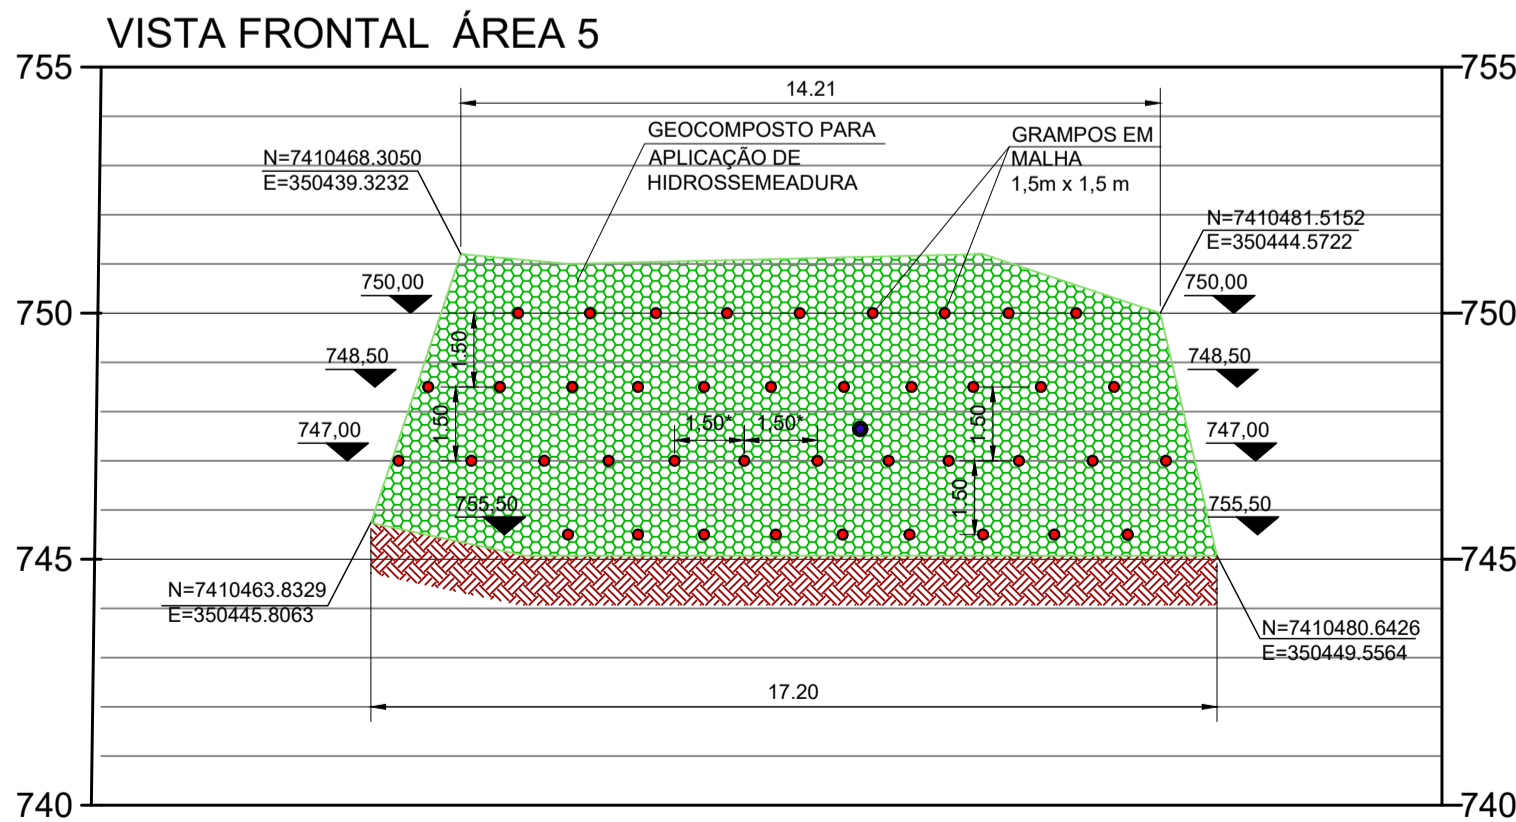 VISTA FRONTAL ÁREA 5
755
755
14.21
GEOCOMPOSTO PARA
APLICAÇÃO DE
HIDROSSEMEADURA
GRAMPOS EM
MALHA
1,5m x 1,5 m
N=7410468.3050
E=350439.3232
N=7410481.5152
E=350444.5722
750,00
750,00
750
750
1.50
748,50
748,50
1.50
1,50*
1,50*
1.50
747,00
747,00
1.50
755,50
755,50
745
745
N=7410463.8329
E=350445.8063
N=7410480.6426
E=350449.5564
17.20
740
740